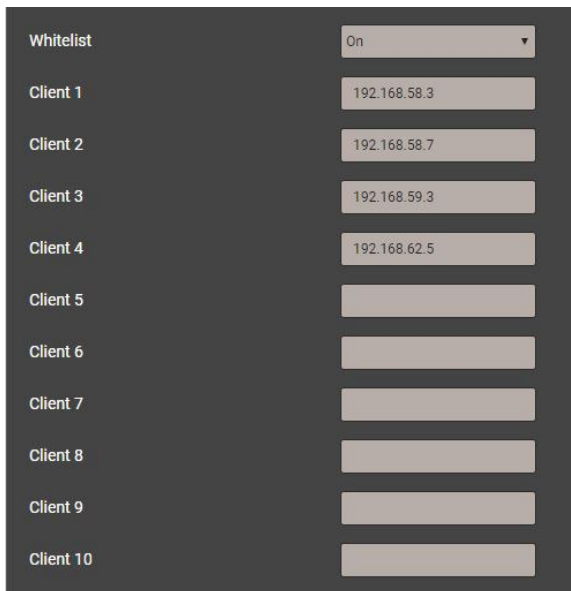 Whitelist On
Client 1 192.168.58.3
Client 2 192.168.58.7
Client 3 192.168.59.3
Client 4 192.168.62.5
Client 5
Client 6
Client 7
Client 8
Client 9
Client 10